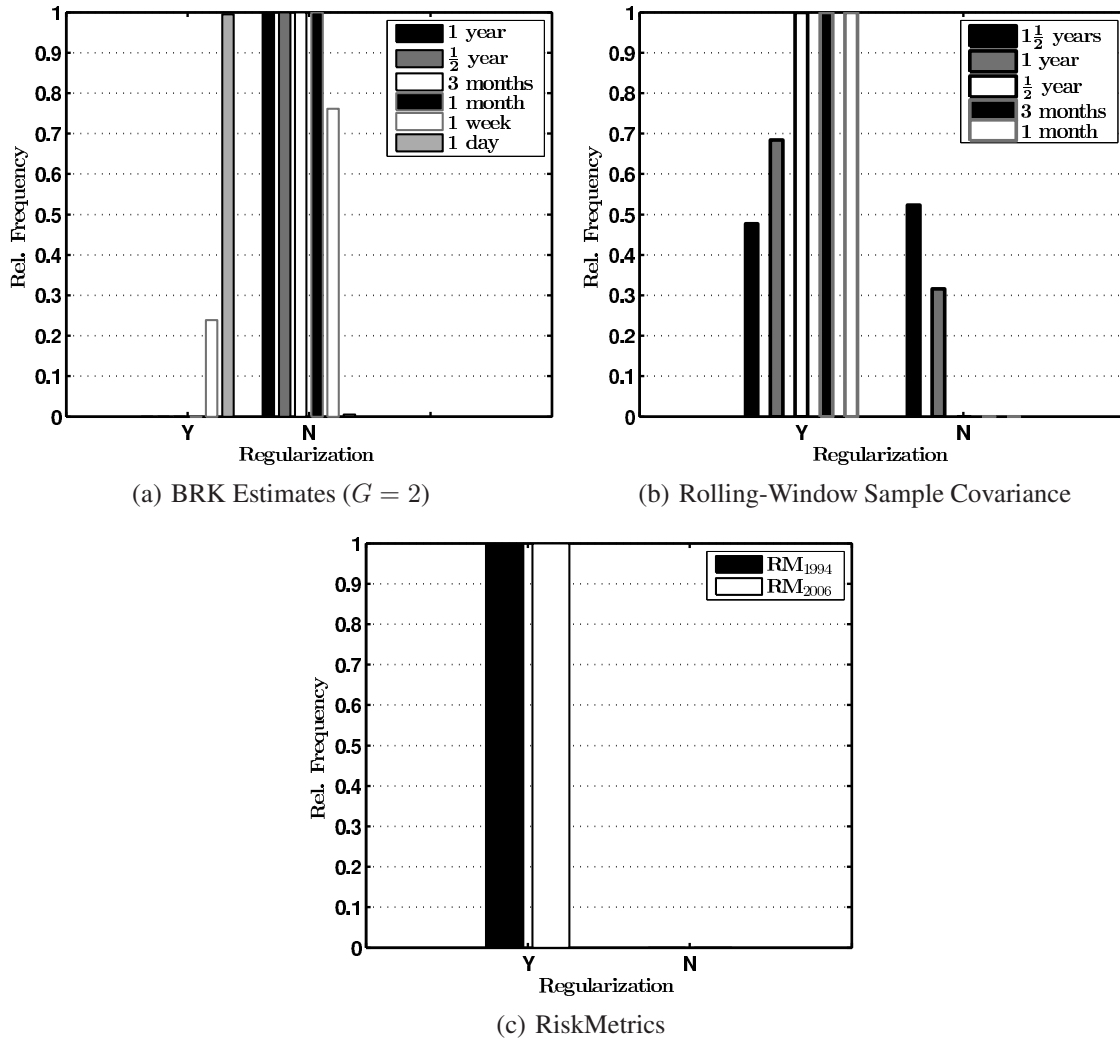 1
0.9
0.8
0.7
0.6
0.5
0.4
0.3
0.2
0.1
0
Rel. Frequency
Y
N
Regularization
1 year
1/2 year
3 months
1 month
1 week
1 day
(a) BRK Estimates (G = 2)
1
0.9
0.8
0.7
0.6
0.5
0.4
0.3
0.2
0.1
0
Rel. Frequency
Y
N
Regularization
1 1/2 years
1 year
1/2 year
3 months
1 month
(b) Rolling-Window Sample Covariance
1
0.9
0.8
0.7
0.6
0.5
0.4
0.3
0.2
0.1
0
Rel. Frequency
Y
N
Regularization
RM1994
RM2006
(c) RiskMetrics